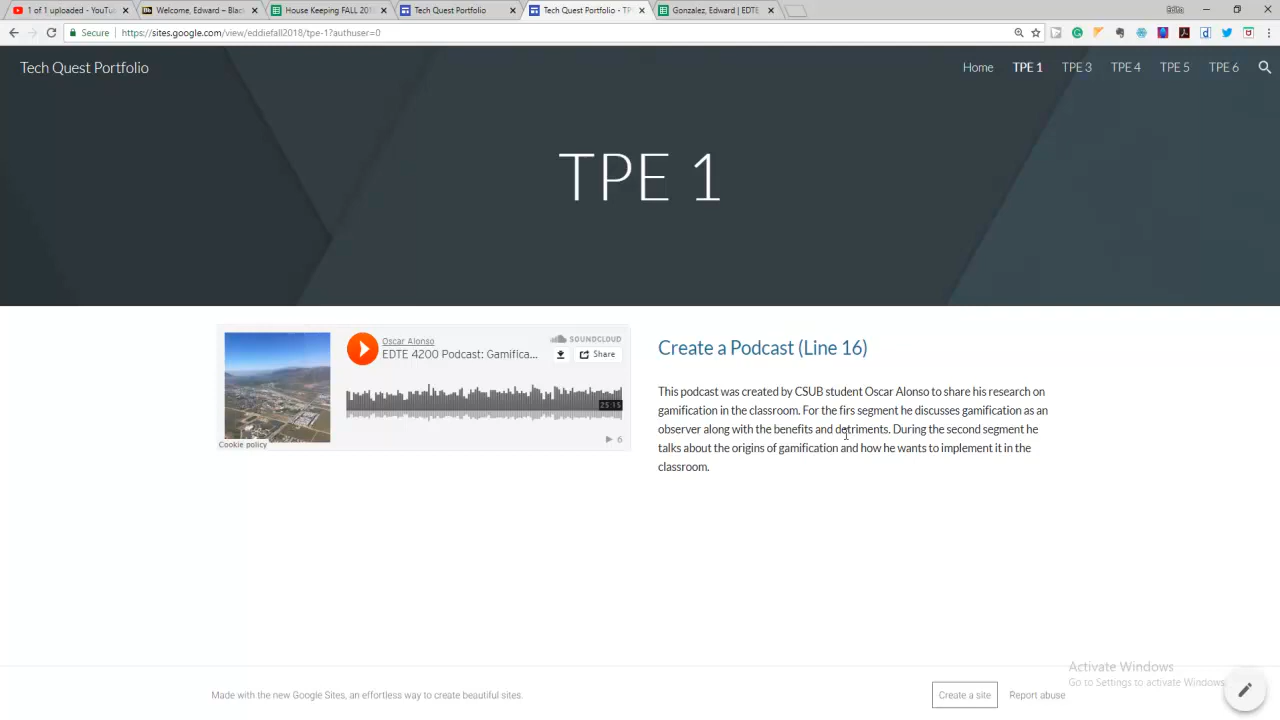 1 of 1 uploaded - YouTu
Welcome, Edward – Blac
House Keeping FALL 201
Tech Quest Portfolio
Tech Quest Portfolio - TP
Gonzalez, Edward | EDTE
Secure
https://sites.google.com/view/eddiefall2018/tpe-1?authuser=0
Tech Quest Portfolio
Home
TPE 1
TPE 3
TPE 4
TPE 5
TPE 6
TPE 1
Oscar Alonso
SOUNDCLOUD
EDTE 4200 Podcast: Gamifica...
Share
25:15
Cookie policy
6
Create a Podcast (Line 16)
This podcast was created by CSUB student Oscar Alonso to share his research on
gamification in the classroom. For the firs segment he discusses gamification as an
observer along with the benefits and detriments. During the second segment he
talks about the origins of gamification and how he wants to implement it in the
classroom.
Activate Windows
Go to Settings to activate Windows.
Made with the new Google Sites, an effortless way to create beautiful sites.
Create a site
Report abuse